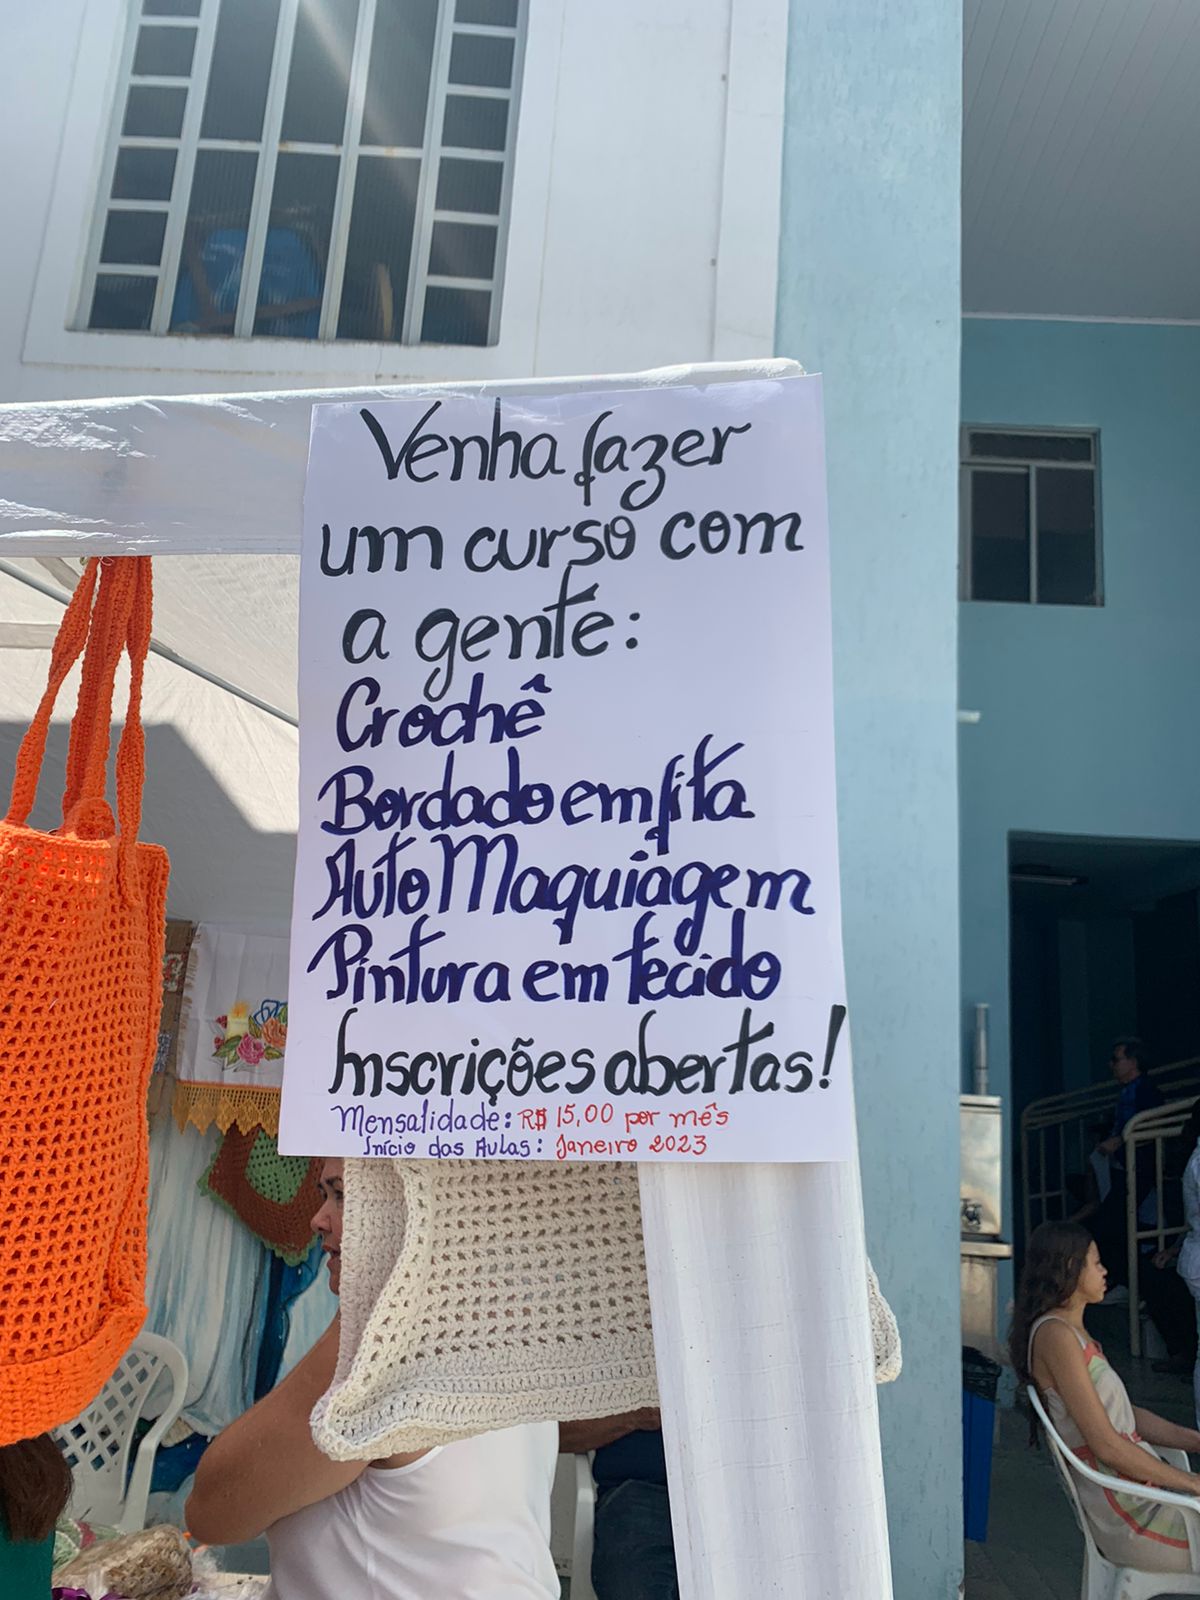 Venha fazer
um curso com
a gente:
Crochê
Bordado em fita
Auto Maquiagem
Pintura em tecido
Inscrições abertas!
Mensalidade: R$ 15,00 por mês
Início das Aulas: Janeiro 2023